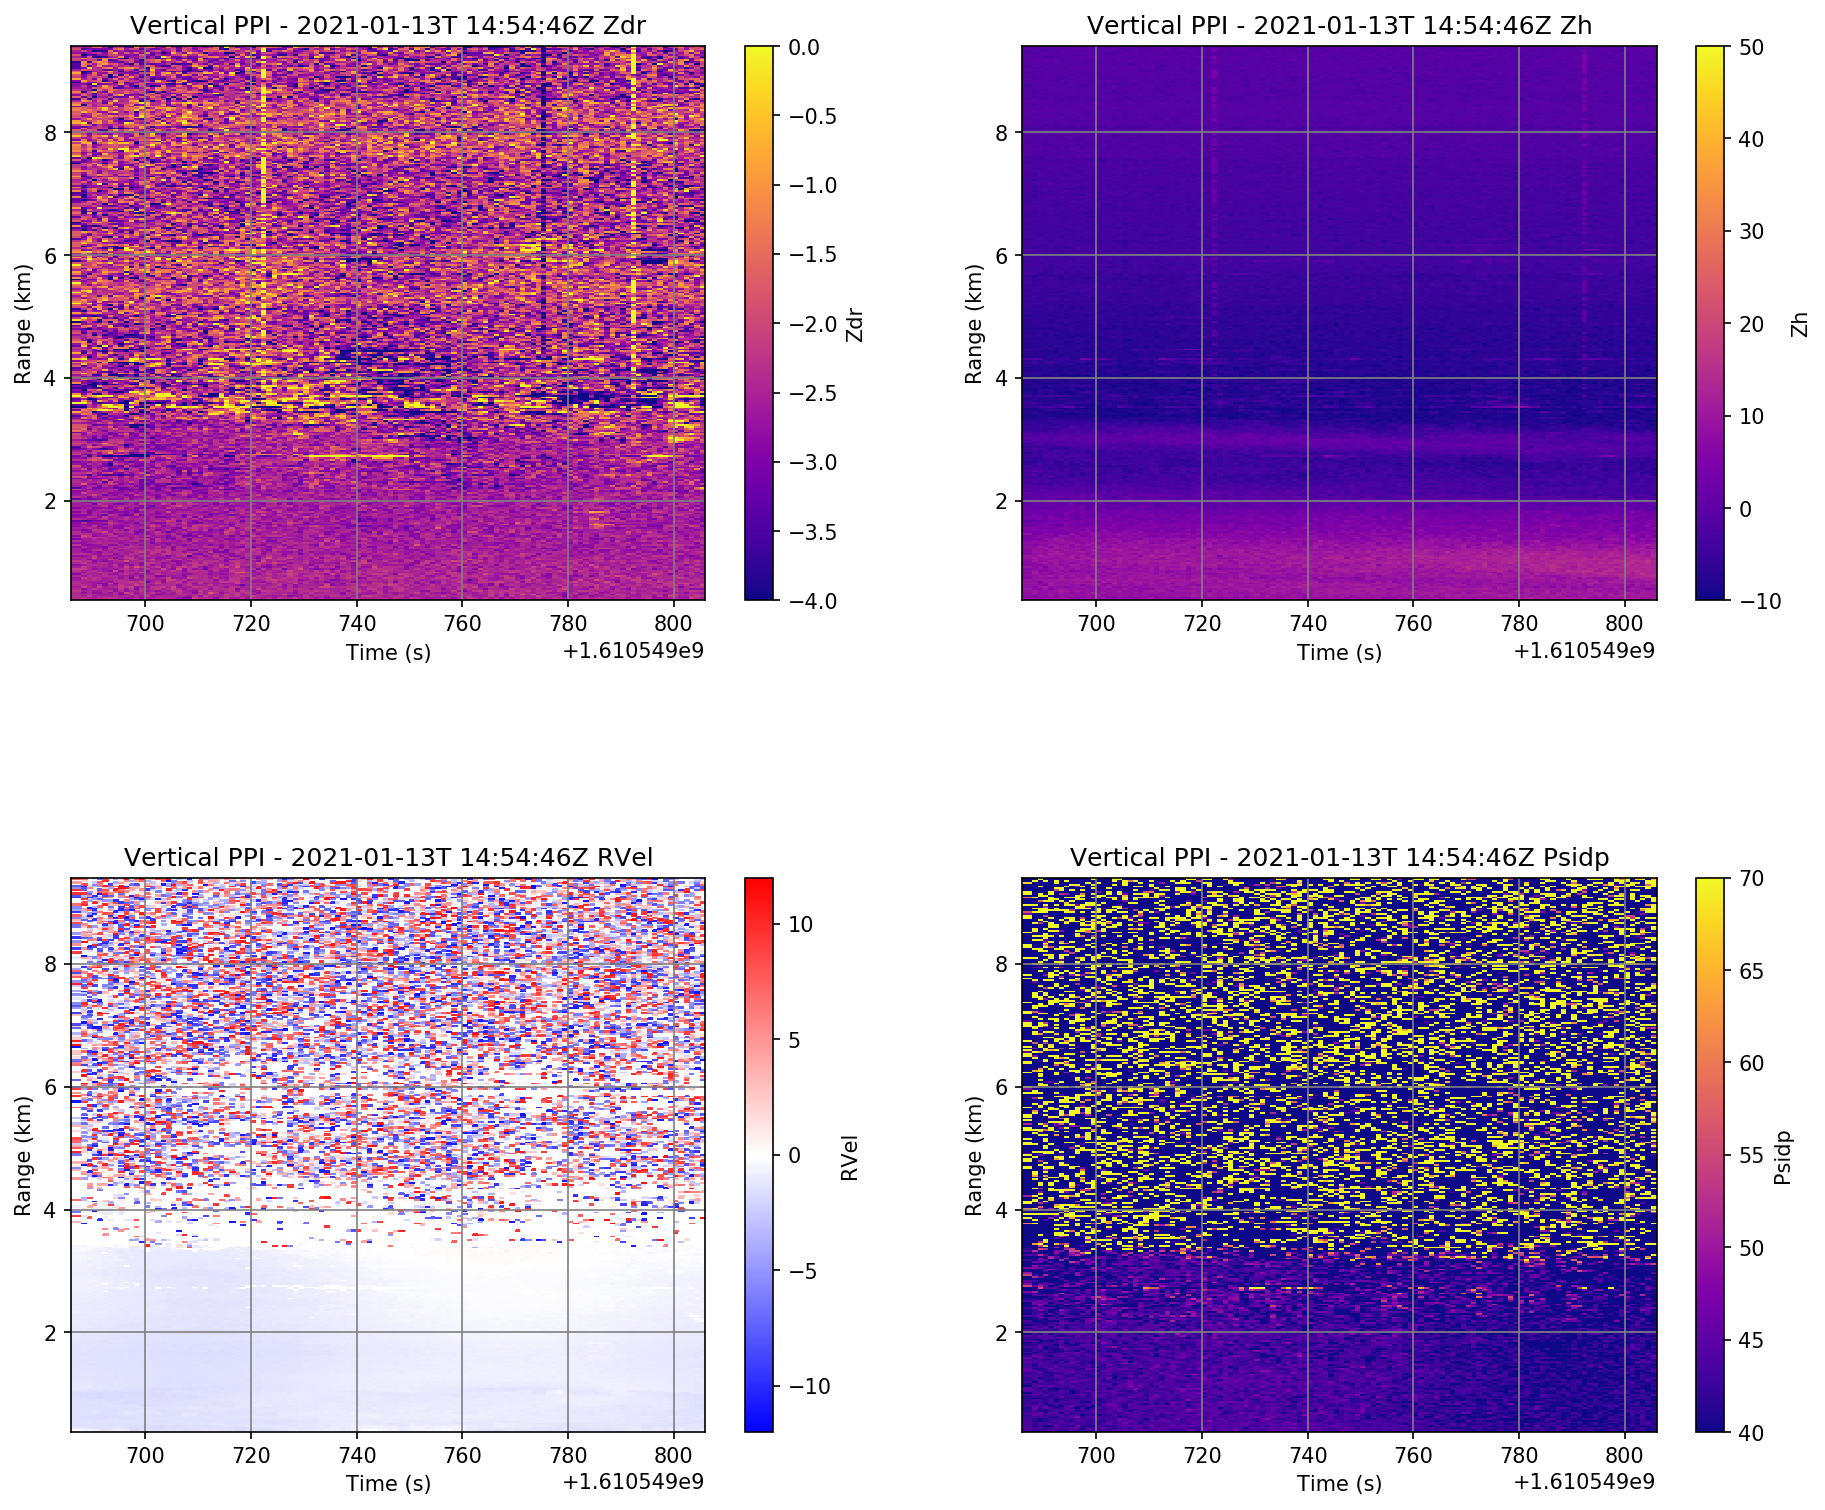 Vertical PPI - 2021-01-13T 14:54:46Z Zdr
8
6
4
2
Range (km)
700 720 740 760 780 800
Time (s)
+1.610549e9
0.0
−0.5
−1.0
−1.5
−2.0
−2.5
−3.0
−3.5
−4.0
Zdr
Vertical PPI - 2021-01-13T 14:54:46Z Zh
8
6
4
2
Range (km)
700 720 740 760 780 800
Time (s)
+1.610549e9
50
40
30
20
10
0
−10
Zh
Vertical PPI - 2021-01-13T 14:54:46Z RVel
8
6
4
2
Range (km)
700 720 740 760 780 800
Time (s)
+1.610549e9
10
5
0
−5
−10
RVel
Vertical PPI - 2021-01-13T 14:54:46Z Psidp
8
6
4
2
Range (km)
700 720 740 760 780 800
Time (s)
+1.610549e9
70
65
60
55
50
45
40
Psidp